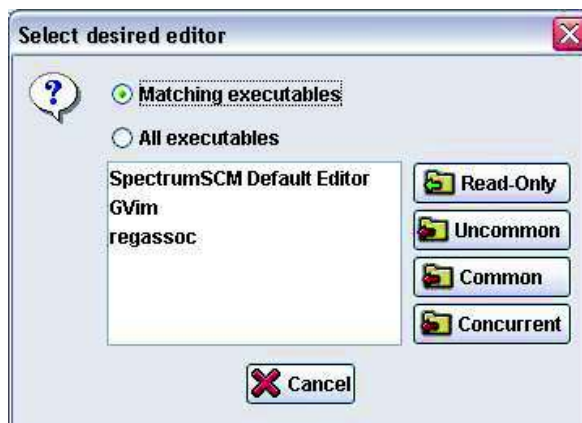 Select desired editor
Matching executables
All executables
SpectrumSCM Default Editor
GVim
regassoc
Read-Only
Uncommon
Common
Concurrent
Cancel